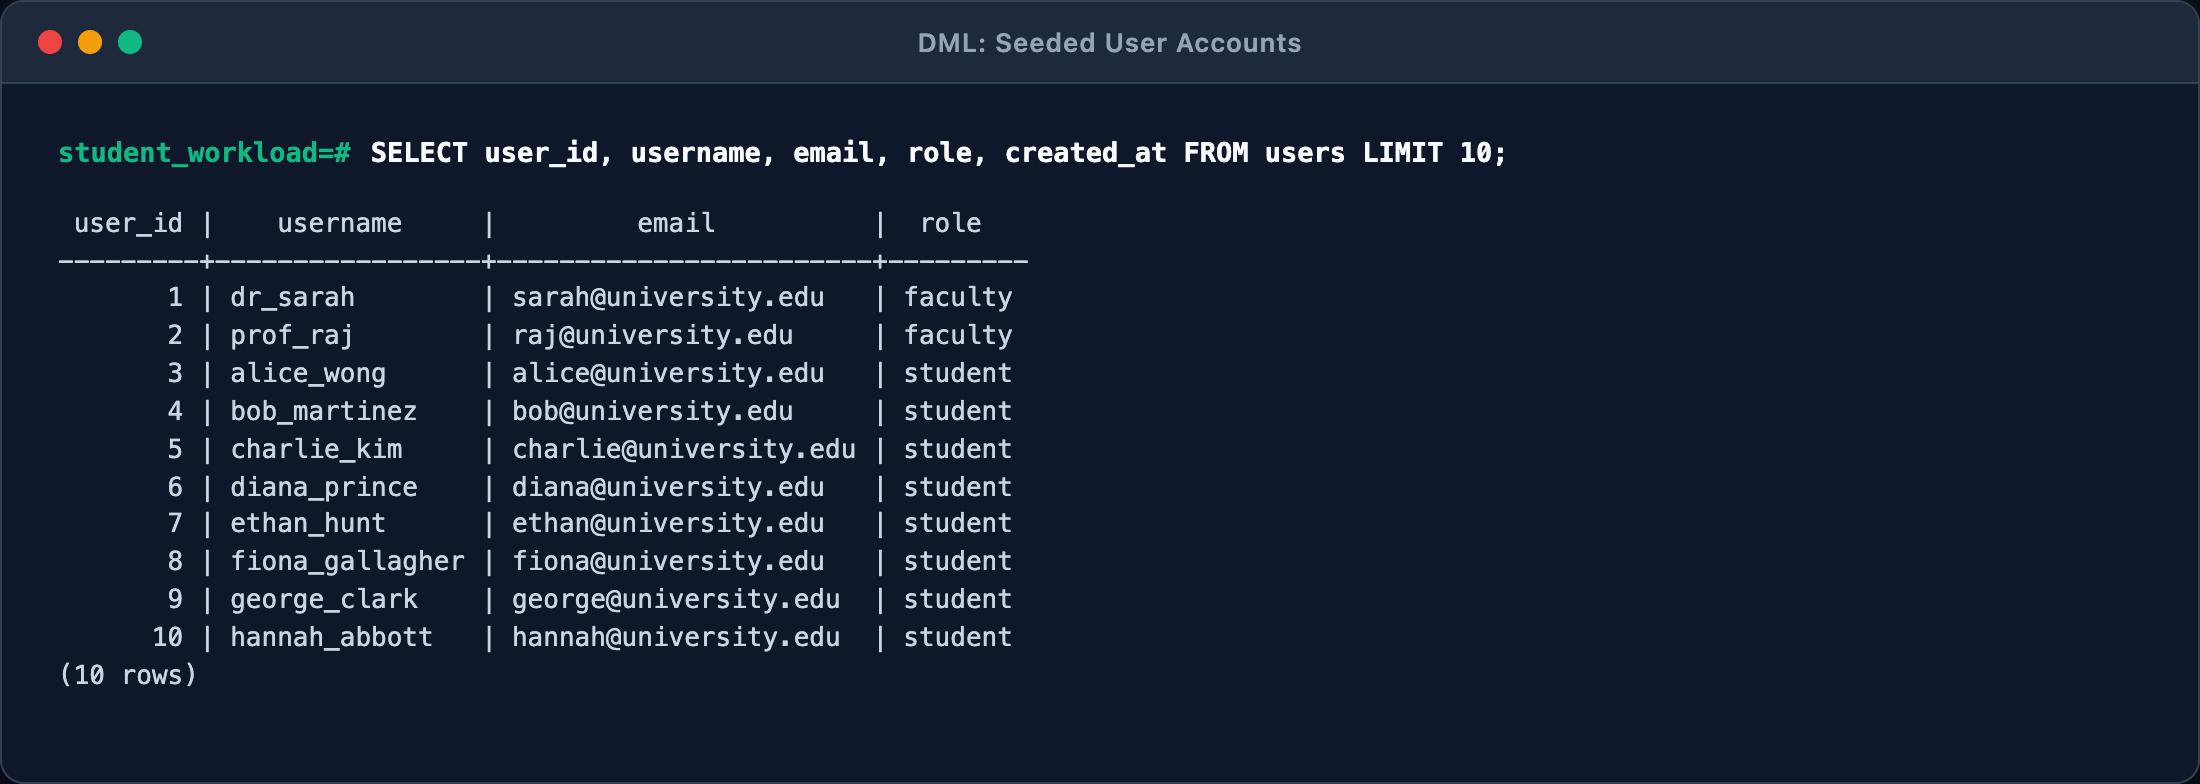 DML: Seeded User Accounts
student_workload=# SELECT user_id, username, email, role, created_at FROM users LIMIT 10;
 user_id |    username     |         email          |  role
---------+-----------------+------------------------+---------
       1 | dr_sarah        | sarah@university.edu   | faculty
       2 | prof_raj        | raj@university.edu     | faculty
       3 | alice_wong      | alice@university.edu   | student
       4 | bob_martinez    | bob@university.edu     | student
       5 | charlie_kim     | charlie@university.edu | student
       6 | diana_prince    | diana@university.edu   | student
       7 | ethan_hunt      | ethan@university.edu   | student
       8 | fiona_gallagher | fiona@university.edu   | student
       9 | george_clark    | george@university.edu  | student
      10 | hannah_abbott   | hannah@university.edu  | student
(10 rows)